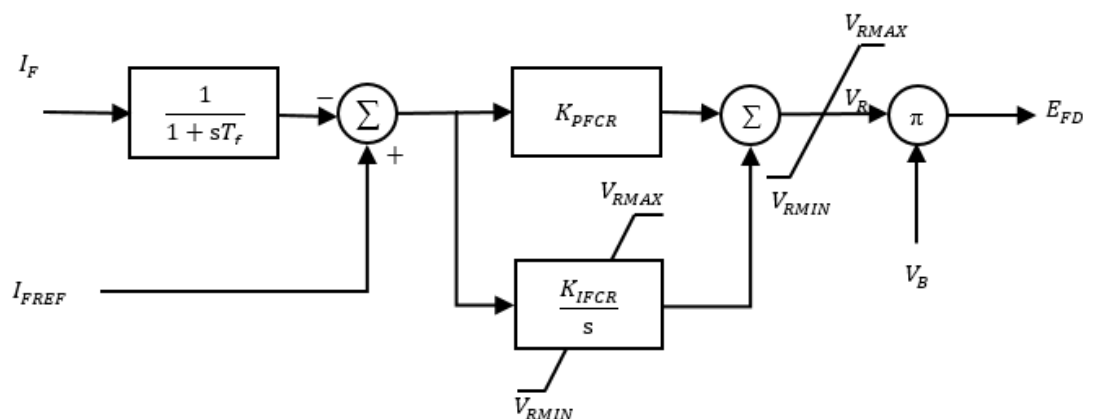 V_RMAX
I_F
1
1 + sT_f
−
∑
+
K_PFCR
∑
V_R
π
E_FD
V_RMIN
V_RMAX
I_FREF
K_IFCR
s
V_B
V_RMIN